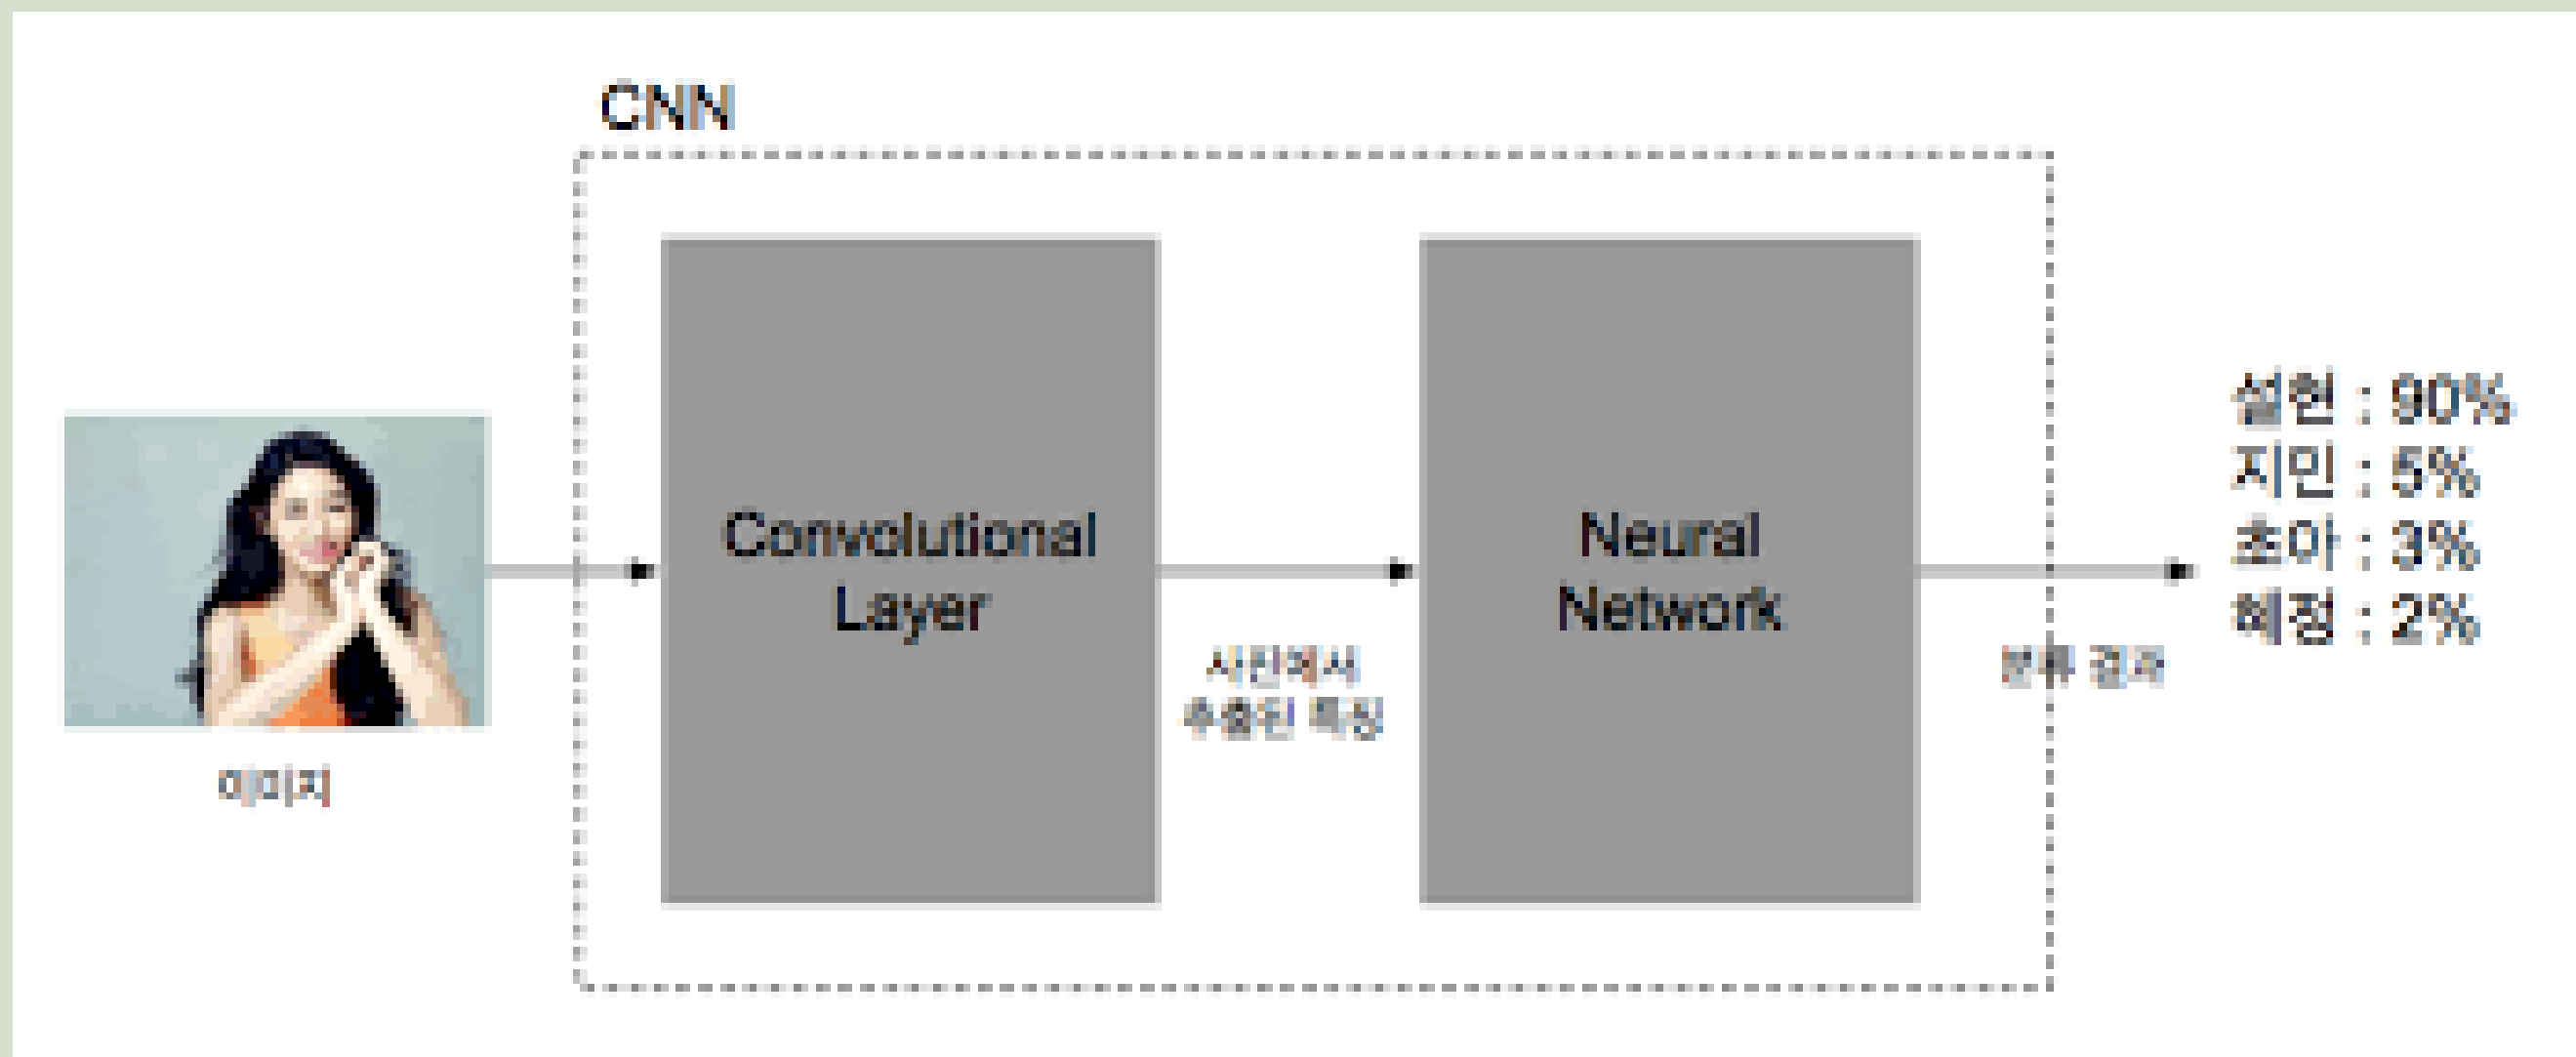 CNN
Convolutional
Layer
Neural
Network
사진에서
추출된 특징
분류 결과
설현 : 90%
지민 : 5%
초아 : 3%
혜정 : 2%
이미지